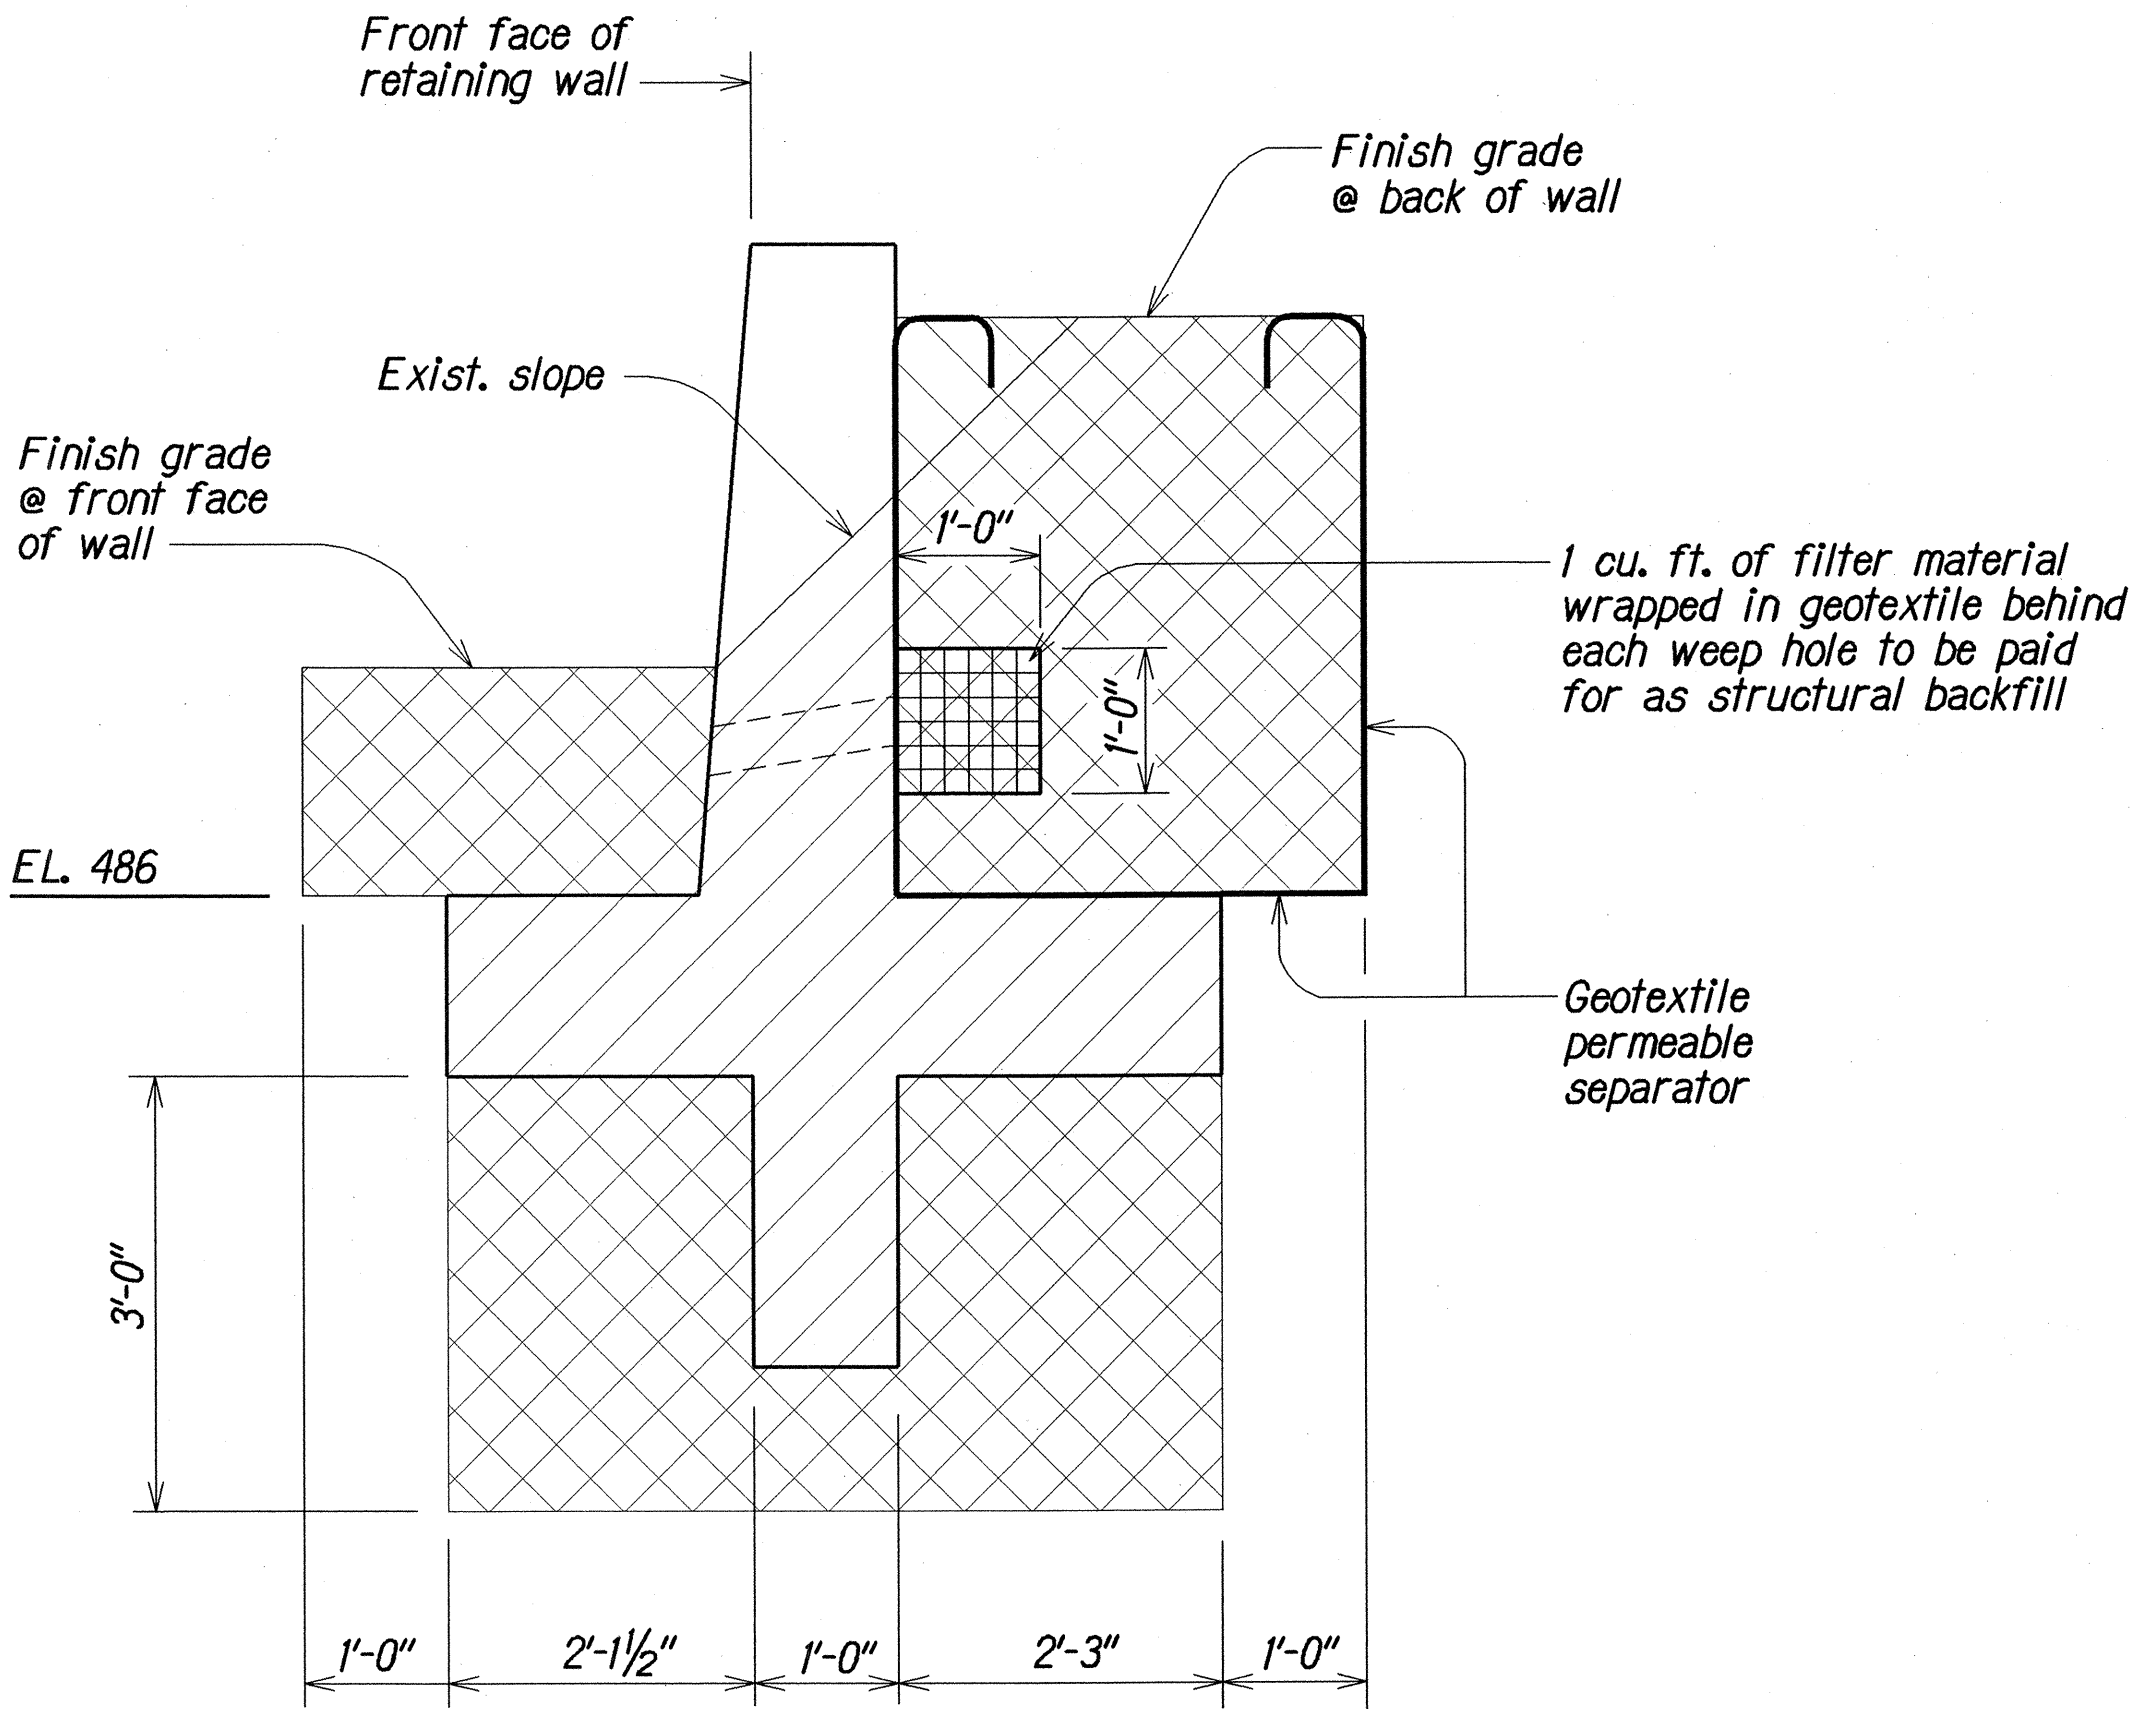 Front face of
retaining wall
Finish grade
@ back of wall
Exist. slope
Finish grade
@ front face
of wall
1'-0"
1 cu. ft. of filter material
wrapped in geotextile behind
each weep hole to be paid
for as structural backfill
1'-0"
EL. 486
Geotextile
permeable
separator
3'-0"
1'-0"
2'-1½"
1'-0"
2'-3"
1'-0"